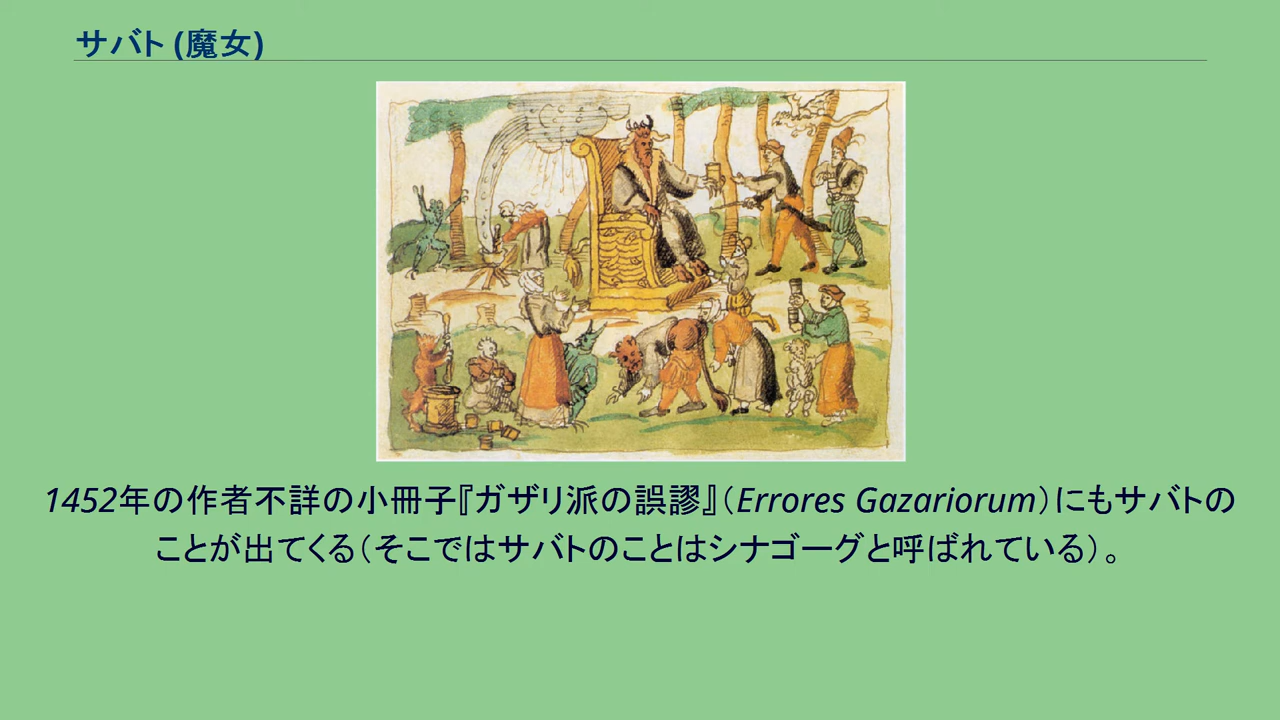 サバト (魔女)
1452年の作者不詳の小冊子『ガザリ派の誤謬』（Errores Gazariorum）にもサバトの
ことが出てくる（そこではサバトのことはシナゴーグと呼ばれている）。